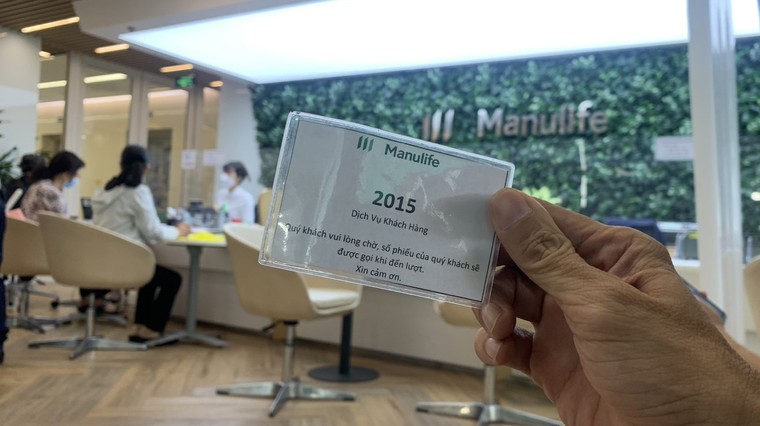 Manulife
Manulife
2015
Dịch Vụ Khách Hàng
Quý khách vui lòng chờ, số phiếu của quý khách sẽ
được gọi khi đến lượt.
Xin cảm ơn.